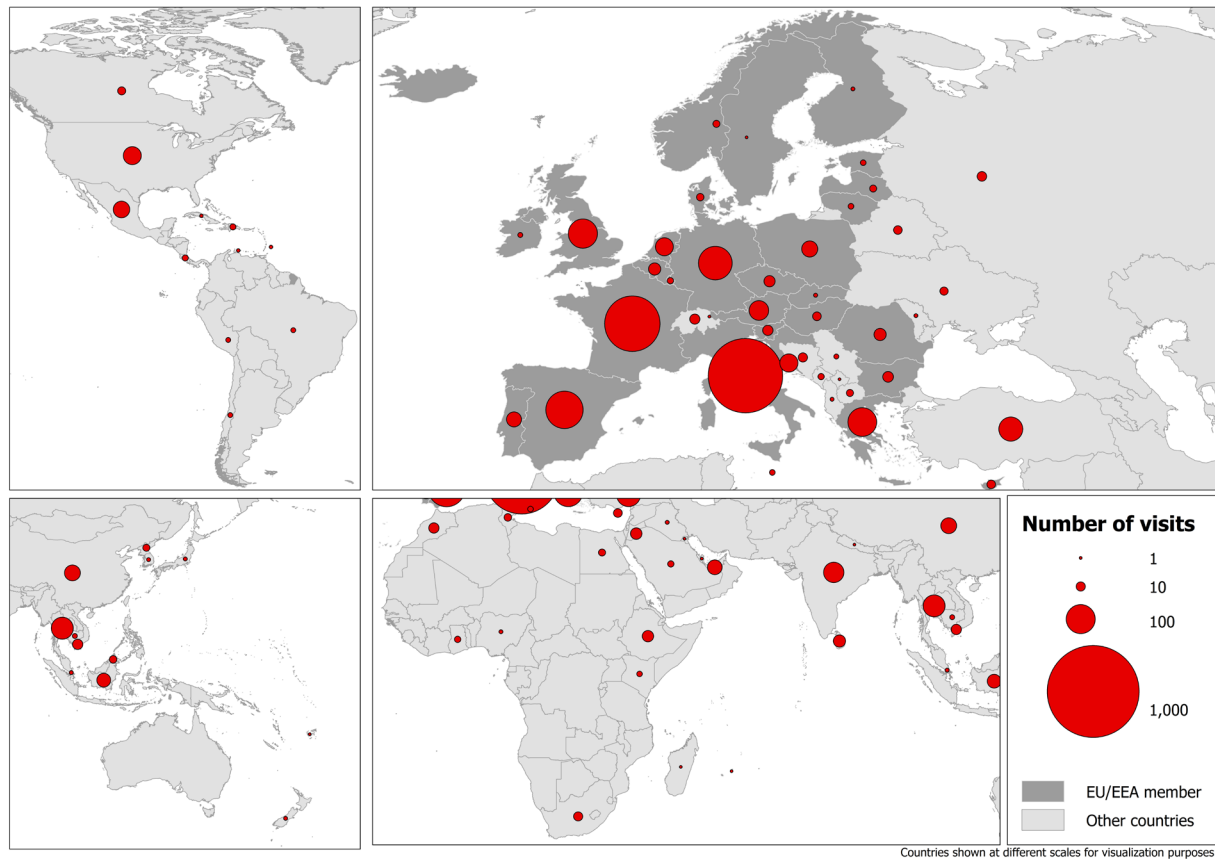 Number of visits
1
10
100
1,000
EU/EEA member
Other countries
Countries shown at different scales for visualization purposes